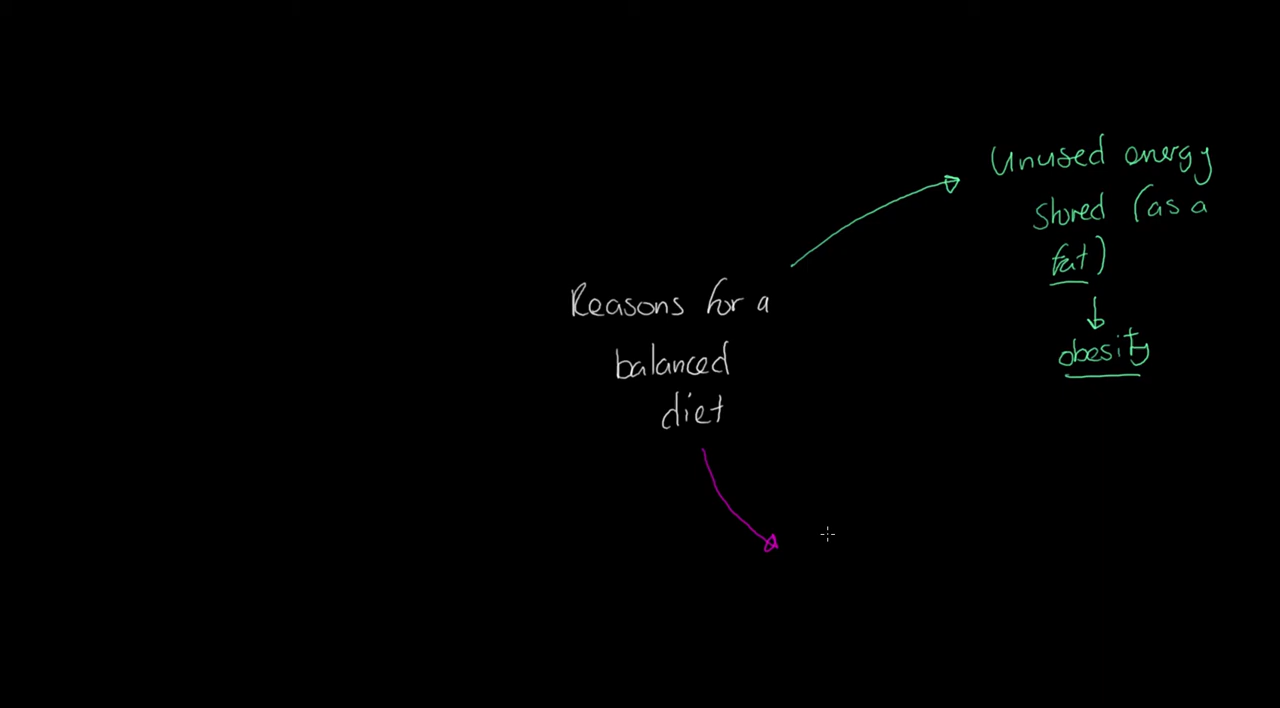 Reasons for a
balanced
diet
Unused energy
stored (as a
fat)
obesity